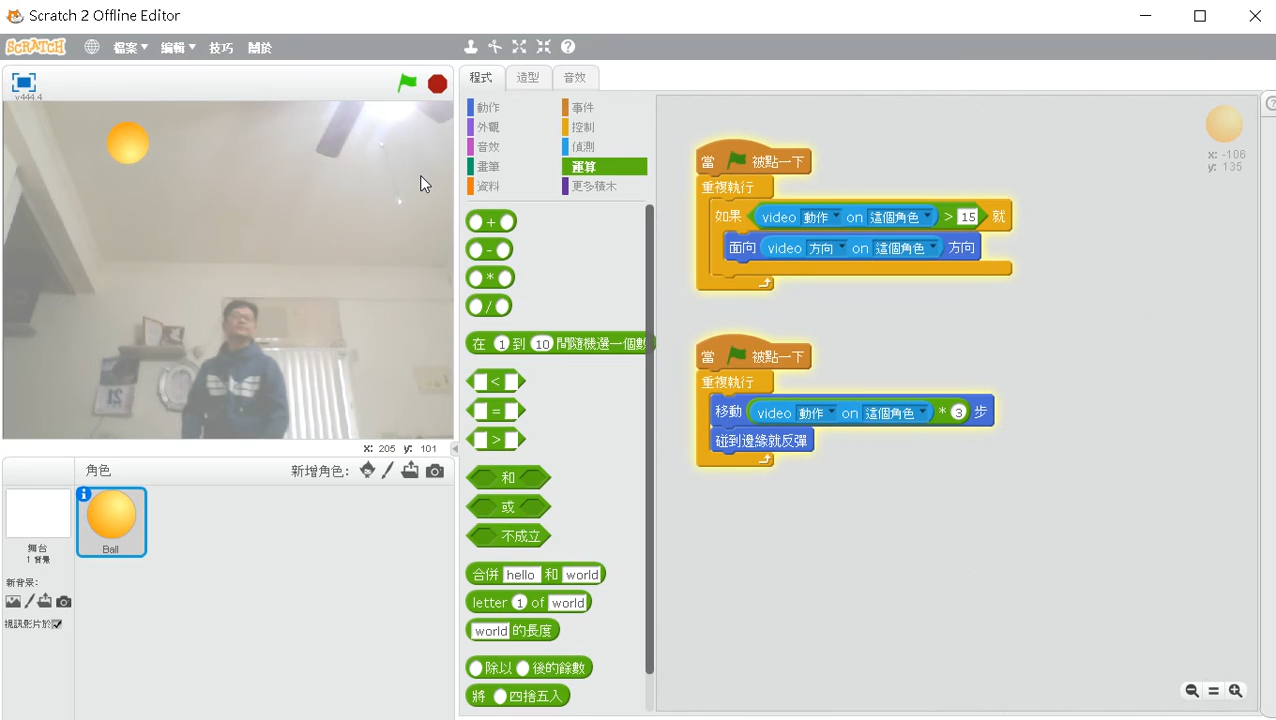 Scratch 2 Offline Editor
SCRATCH 檔案 編輯 技巧 關於
v444.4
程式 造型 音效
動作 事件
外觀 控制
音效 偵測
畫筆 運算
資料 更多積木
+
-
*
/
在 1 到 10 間隨機選一個數
<
=
>
和
或
不成立
合併 hello 和 world
letter 1 of world
world 的長度
除以 後的餘數
將 四捨五入
當 被點一下
重複執行
如果 video 動作 on 這個角色 > 15 就
面向 video 方向 on 這個角色 方向
當 被點一下
重複執行
移動 video 動作 on 這個角色 * 3 步
碰到邊緣就反彈
x: -106
y: 135
x: 205 y: 101
角色 新增角色:
Ball
舞台
1 背景
新背景:
視訊影片於